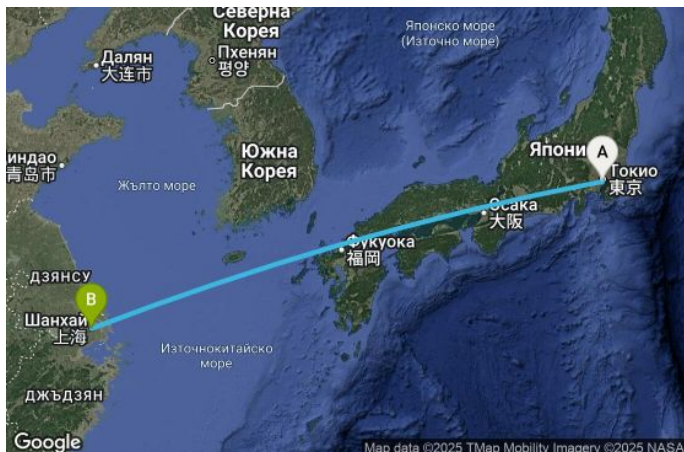 Северна
Корея
Японско море
(Източно море)
Далян
大连市
Пхенян
平壤
Южна
Корея
Япони
A
Токио
東京
индао
青岛市
Жълто море
Осака
大阪
Фукуока
福岡
ДЗЯНСУ
B
Шанхай
上海
Източнокитайско
море
ДЖЪДЗЯН
Google
Map data ©2025 TMap Mobility Imagery ©2025 NASA